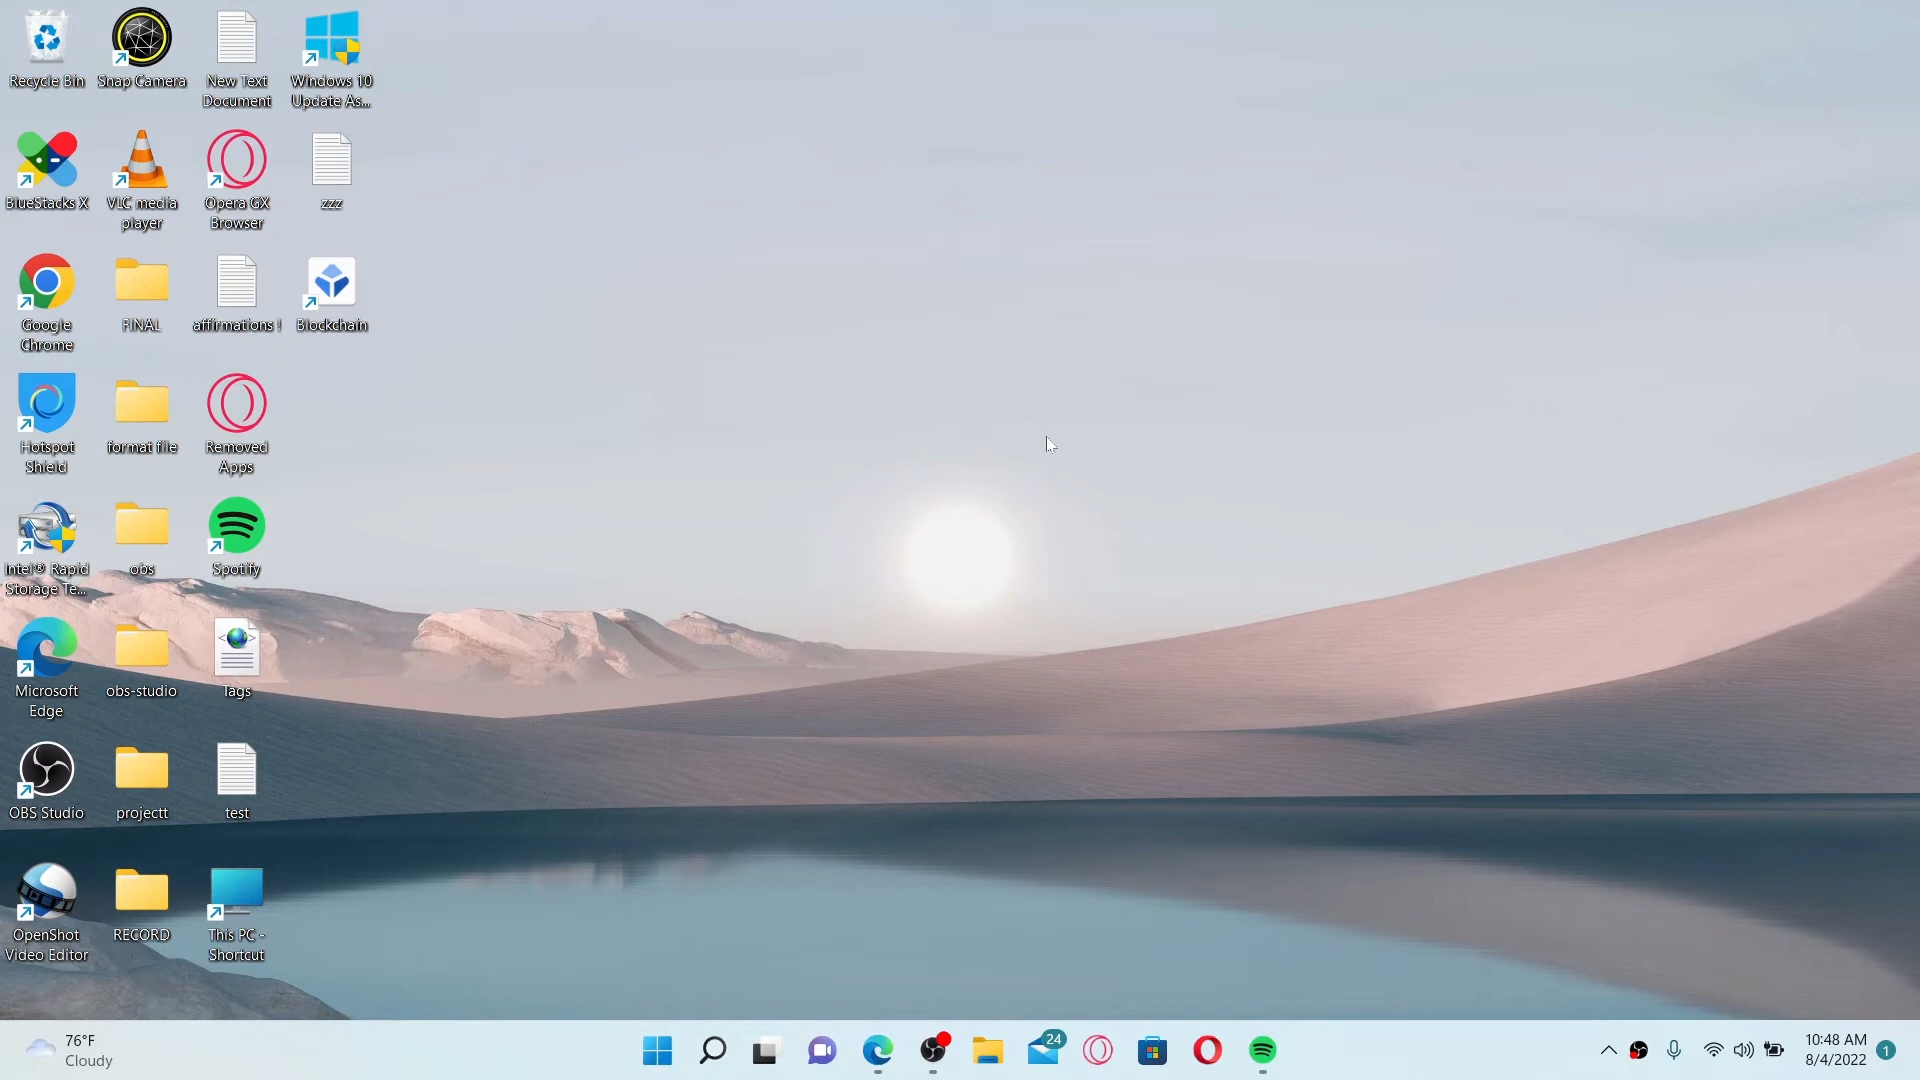 Recycle Bin
Snap Camera
New Text
Document
Windows 10
Update As...
BlueStacks X
VLC media
player
Opera GX
Browser
zzz
Google
Chrome
FINAL
affirmations !
Blockchain
Hotspot
Shield
format file
Removed
Apps
Intel® Rapid
Storage Te...
obs
Spotify
Microsoft
Edge
obs-studio
Tags
OBS Studio
projectt
test
OpenShot
Video Editor
RECORD
This PC -
Shortcut
76°F
Cloudy
24
10:48 AM
8/4/2022
1